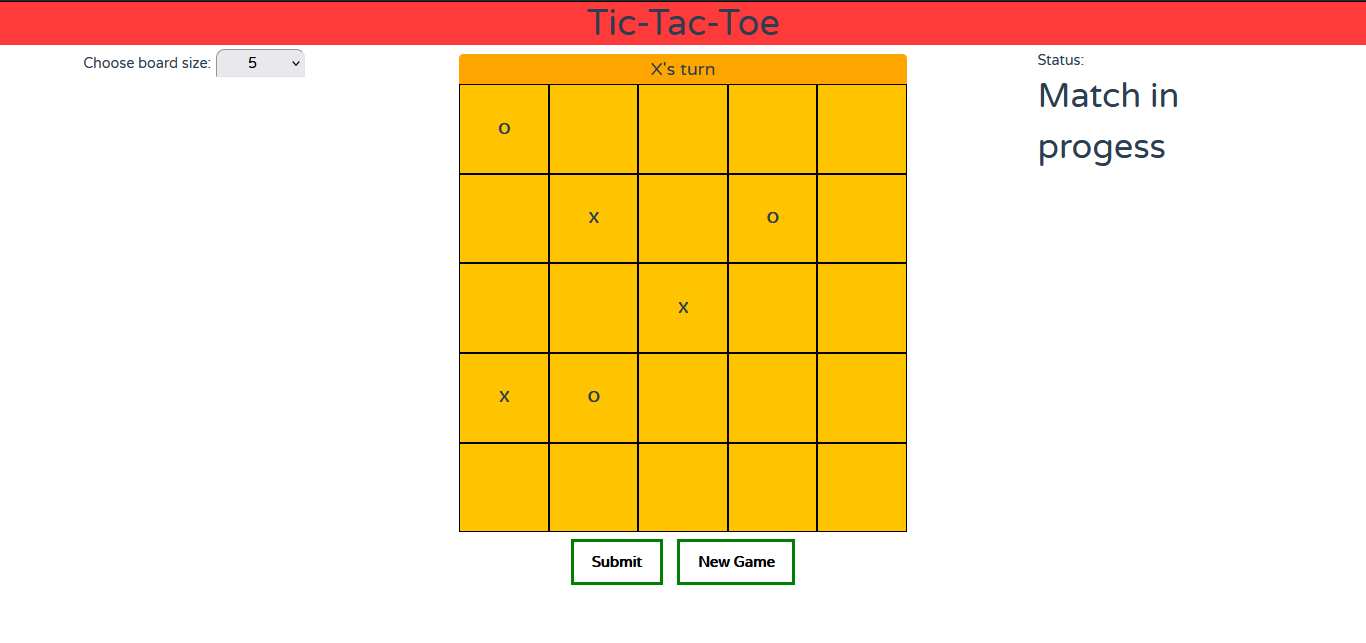 Tic-Tac-Toe
Choose board size: 5
X's turn
Status:
Match in
progess
o
x o
x
x o
Submit New Game